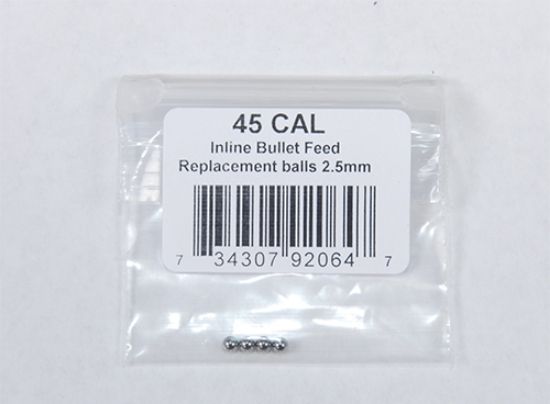 45 CAL
Inline Bullet Feed
Replacement balls 2.5mm
7 34307 92064 7